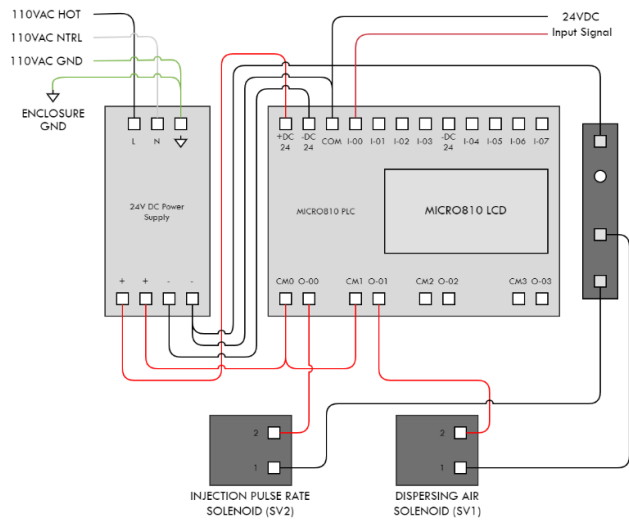 110VAC HOT
110VAC NTRL
110VAC GND
ENCLOSURE
GND
24VDC
Input Signal
L N
24V DC Power
Supply
+ + - -
+DC
24
-DC
24
COM I-00 I-01 I-02 I-03
-DC
24
I-04 I-05 I-06 I-07
MICRO810 PLC
MICRO810 LCD
CM0 O-00 CM1 O-01 CM2 O-02 CM3 O-03
2
1
INJECTION PULSE RATE
SOLENOID (SV2)
2
1
DISPERSING AIR
SOLENOID (SV1)